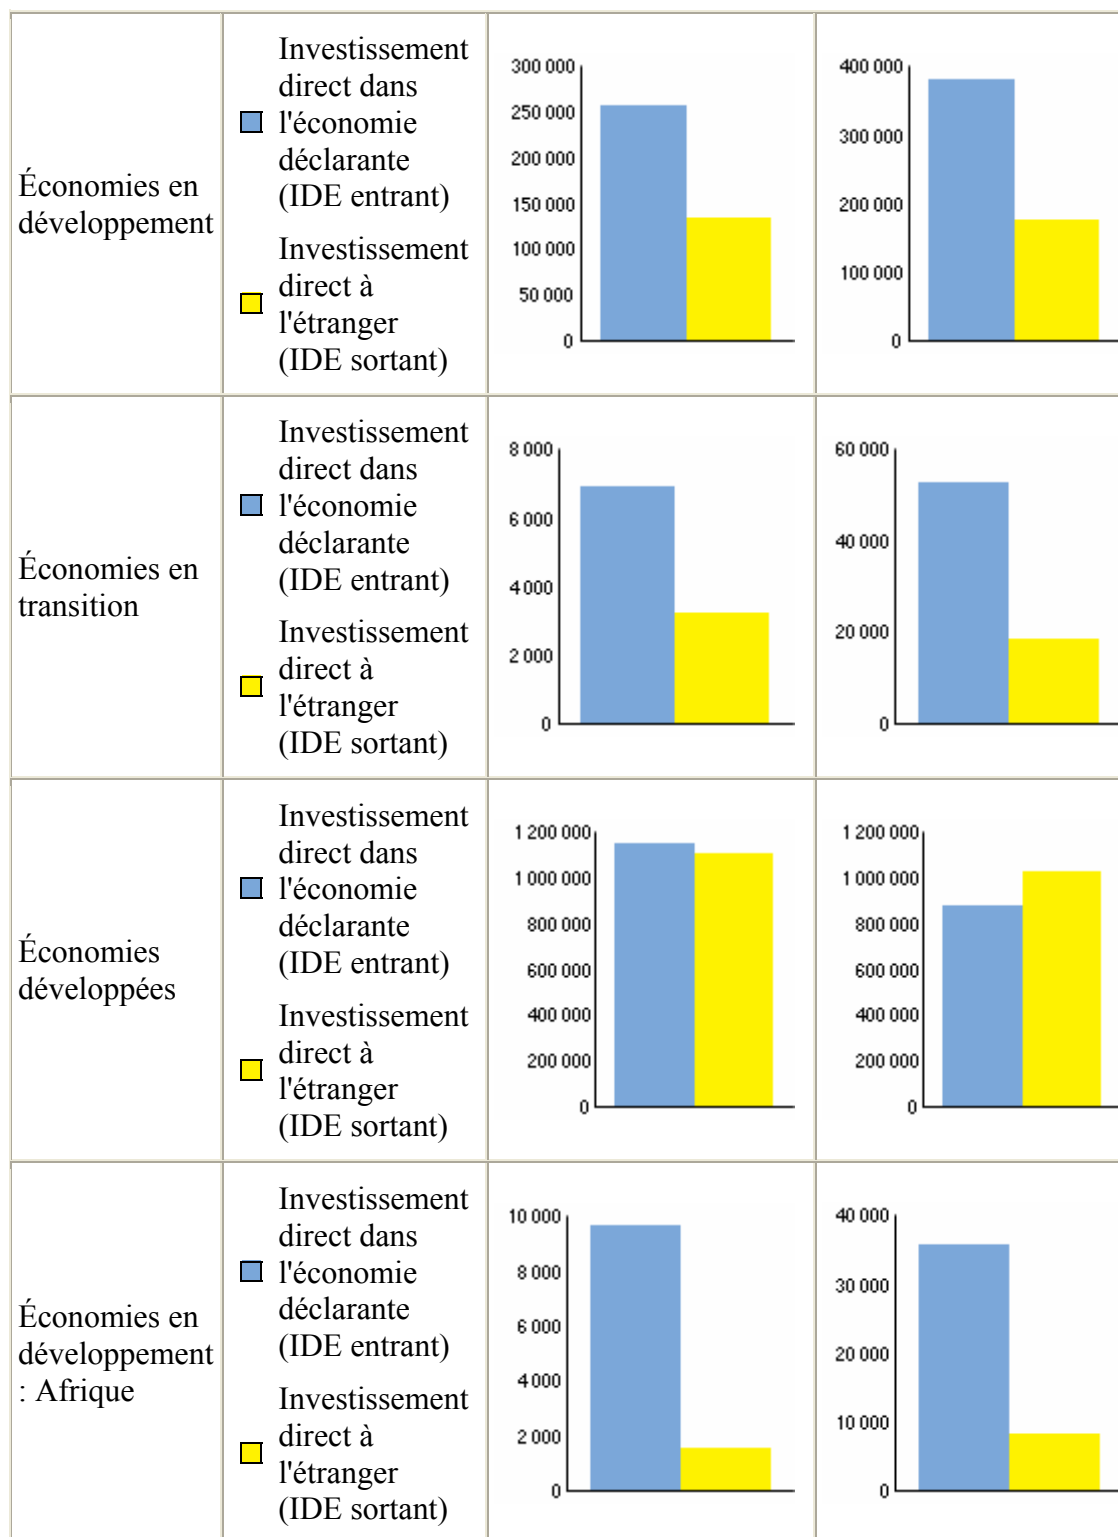 Économies en
développement
Investissement
direct dans
l'économie
déclarante
(IDE entrant)
Investissement
direct à
l'étranger
(IDE sortant)
300 000
250 000
200 000
150 000
100 000
50 000
0
400 000
300 000
200 000
100 000
0
Économies en
transition
Investissement
direct dans
l'économie
déclarante
(IDE entrant)
Investissement
direct à
l'étranger
(IDE sortant)
8 000
6 000
4 000
2 000
0
60 000
40 000
20 000
0
Économies
développées
Investissement
direct dans
l'économie
déclarante
(IDE entrant)
Investissement
direct à
l'étranger
(IDE sortant)
1 200 000
1 000 000
800 000
600 000
400 000
200 000
0
1 200 000
1 000 000
800 000
600 000
400 000
200 000
0
Économies en
développement
: Afrique
Investissement
direct dans
l'économie
déclarante
(IDE entrant)
Investissement
direct à
l'étranger
(IDE sortant)
10 000
8 000
6 000
4 000
2 000
0
40 000
30 000
20 000
10 000
0